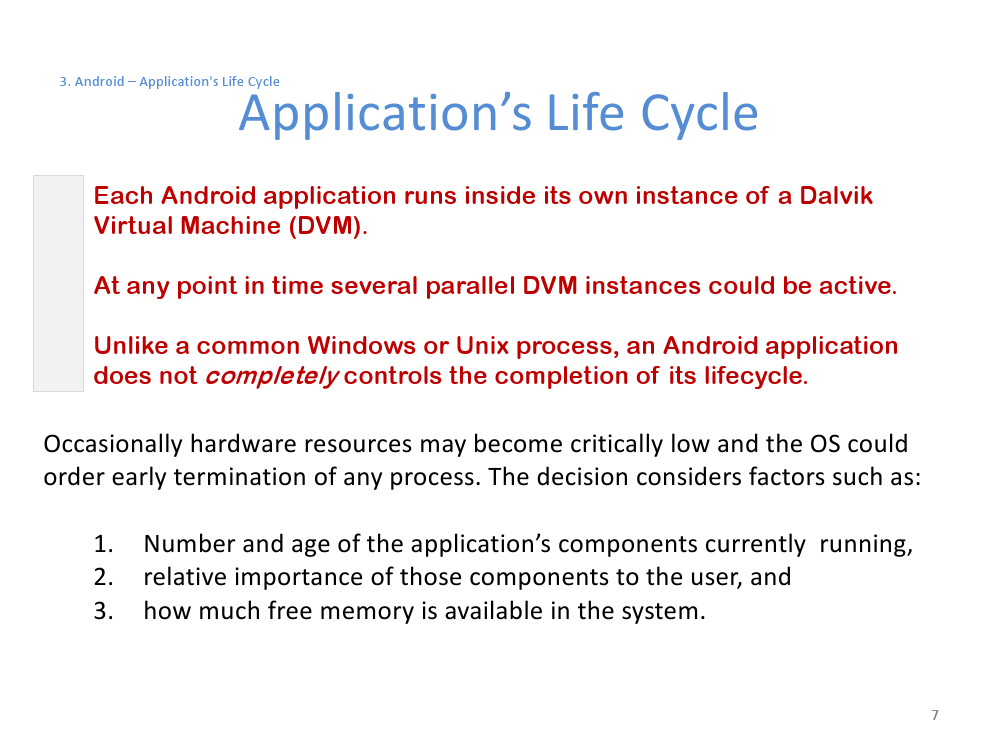 3. Android – Application's Life Cycle
Application’s Life Cycle
Each Android application runs inside its own instance of a Dalvik
Virtual Machine (DVM).
At any point in time several parallel DVM instances could be active.
Unlike a common Windows or Unix process, an Android application
does not completely controls the completion of its lifecycle.
Occasionally hardware resources may become critically low and the OS could
order early termination of any process. The decision considers factors such as:
1. Number and age of the application’s components currently running,
2. relative importance of those components to the user, and
3. how much free memory is available in the system.
7